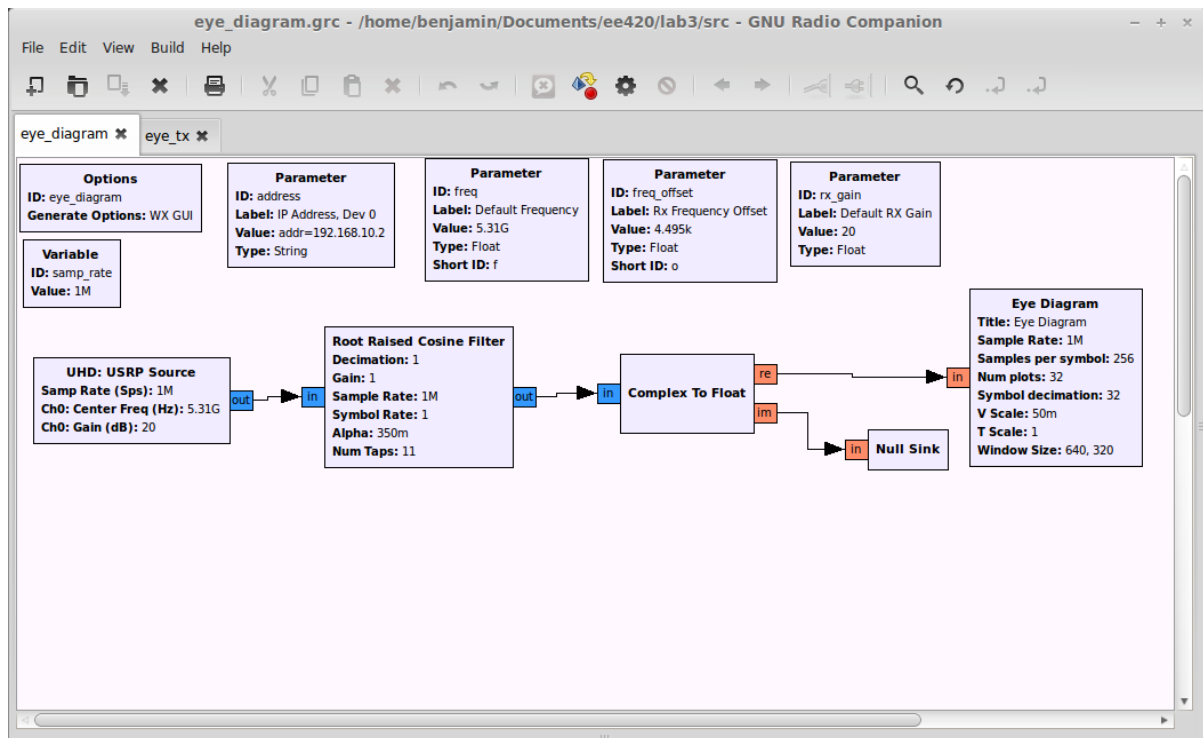 eye_diagram.grc - /home/benjamin/Documents/ee420/lab3/src - GNU Radio Companion
File Edit View Build Help
eye_diagram
eye_tx
Options
ID: eye_diagram
Generate Options: WX GUI
Variable
ID: samp_rate
Value: 1M
Parameter
ID: address
Label: IP Address, Dev 0
Value: addr=192.168.10.2
Type: String
Parameter
ID: freq
Label: Default Frequency
Value: 5.31G
Type: Float
Short ID: f
Parameter
ID: freq_offset
Label: Rx Frequency Offset
Value: 4.495k
Type: Float
Short ID: o
Parameter
ID: rx_gain
Label: Default RX Gain
Value: 20
Type: Float
UHD: USRP Source
Samp Rate (Sps): 1M
Ch0: Center Freq (Hz): 5.31G
Ch0: Gain (dB): 20
out
in
Root Raised Cosine Filter
Decimation: 1
Gain: 1
Sample Rate: 1M
Symbol Rate: 1
Alpha: 350m
Num Taps: 11
out
in
Complex To Float
re
im
in
Null Sink
in
Eye Diagram
Title: Eye Diagram
Sample Rate: 1M
Samples per symbol: 256
Num plots: 32
Symbol decimation: 32
V Scale: 50m
T Scale: 1
Window Size: 640, 320